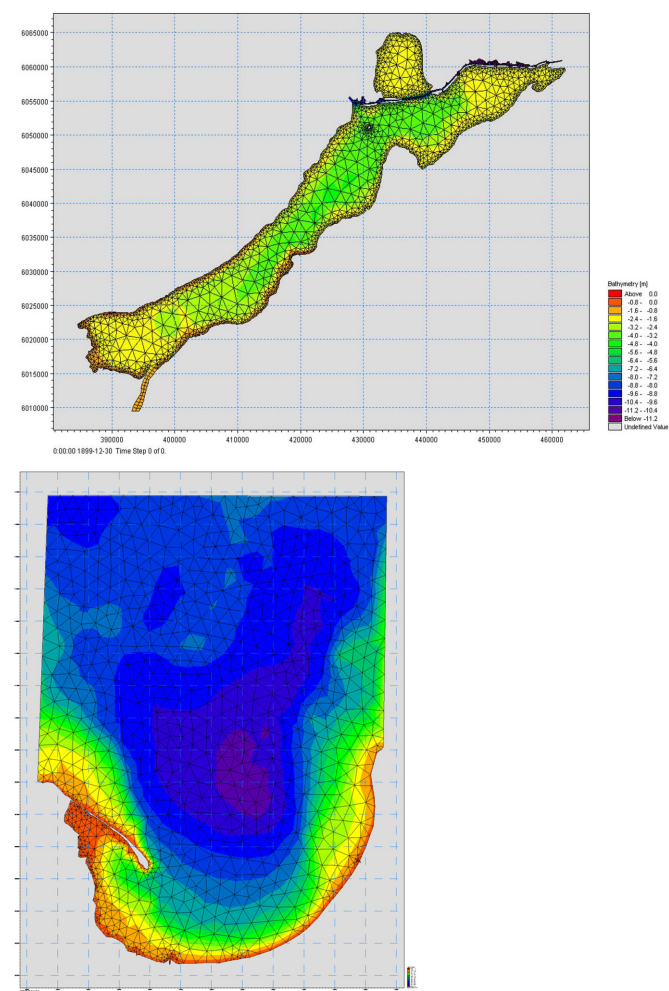 6065000
6060000
6055000
6050000
6045000
6040000
6035000
6030000
6025000
6020000
6015000
6010000
390000 400000 410000 420000 430000 440000 450000 460000
0:00:00 1899-12-30 Time Step 0 of 0.
Bathymetry [m]
Above 0.0
-0.8 - 0.0
-1.6 - -0.8
-2.4 - -1.6
-3.2 - -2.4
-4.0 - -3.2
-4.8 - -4.0
-5.6 - -4.8
-6.4 - -5.6
-7.2 - -6.4
-8.0 - -7.2
-8.8 - -8.0
-9.6 - -8.8
-10.4 - -9.6
-11.2 - -10.4
Below -11.2
Undefined Value